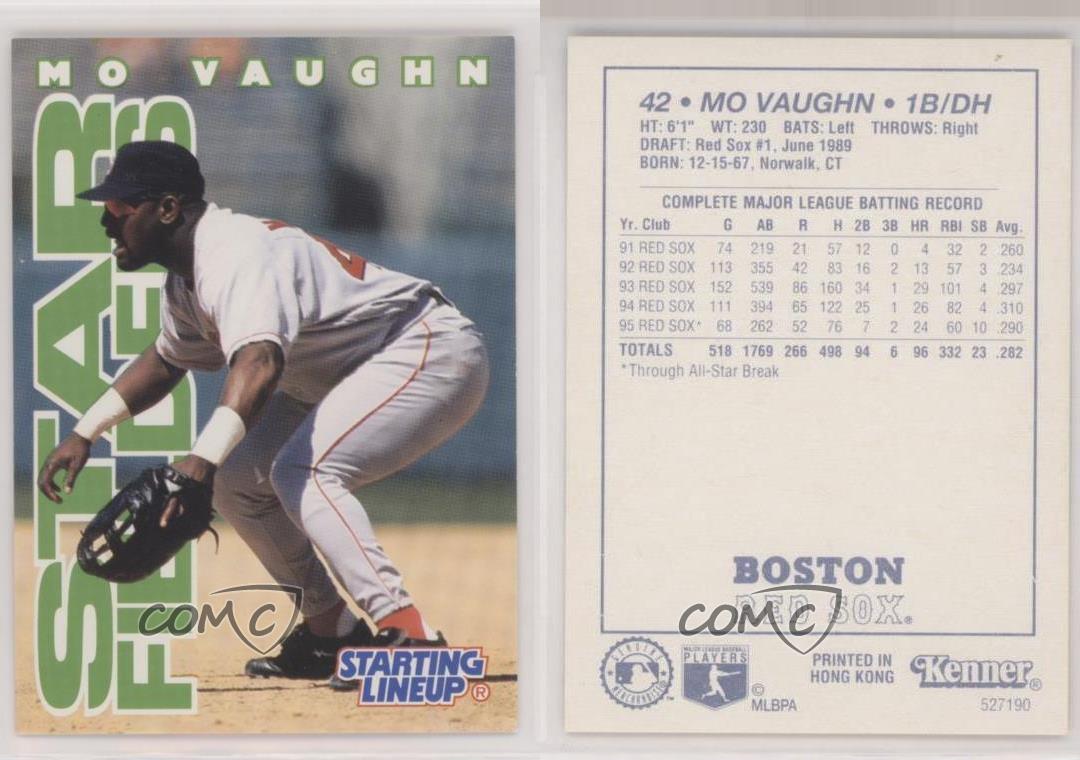 MO VAUGHN
STAR
FIELDERS
COMC
STARTING
LINEUP®
42 • MO VAUGHN • 1B/DH
HT: 6'1" WT: 230 BATS: Left THROWS: Right
DRAFT: Red Sox #1, June 1989
BORN: 12-15-67, Norwalk, CT
COMPLETE MAJOR LEAGUE BATTING RECORD
Yr. Club G AB R H 2B 3B HR RBI SB Avg.
91 RED SOX 74 219 21 57 12 0 4 32 2 .260
92 RED SOX 113 355 42 83 16 2 13 57 3 .234
93 RED SOX 152 539 86 160 34 1 29 101 4 .297
94 RED SOX 111 394 65 122 25 1 26 82 4 .310
95 RED SOX* 68 262 52 76 7 2 24 60 10 .290
TOTALS 518 1769 266 498 94 6 96 332 23 .282
*Through All-Star Break
BOSTON
RED SOX®
COMC
GENUINE
MERCHANDISE
MAJOR LEAGUE BASEBALL
PLAYERS
©
MLBPA
PRINTED IN
HONG KONG
Kenner®
527190